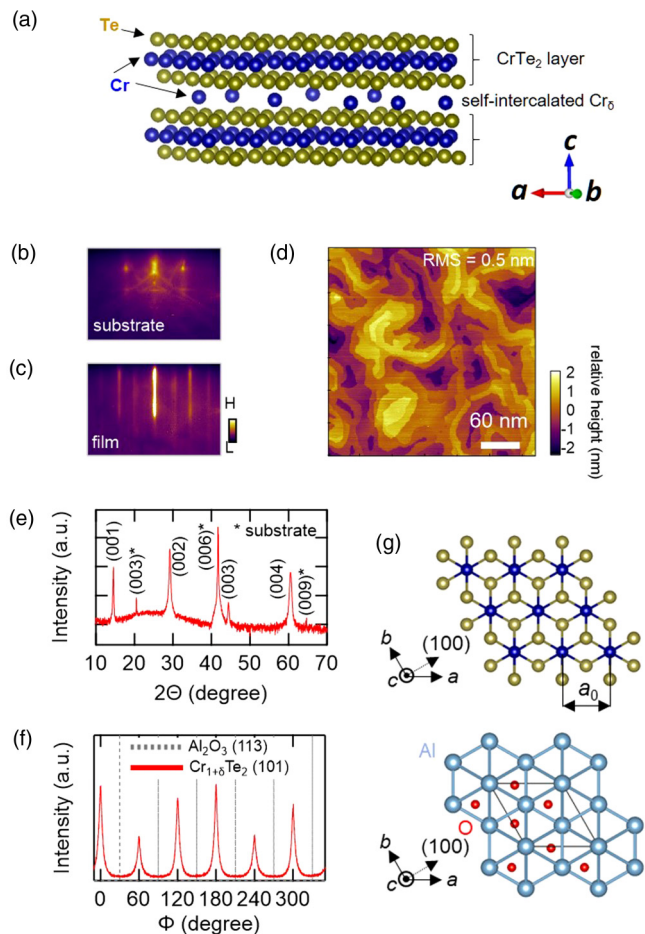 (a)
Te
CrTe₂ layer
Cr
self-intercalated Crδ
c
a
b
(b)
substrate
(c)
film
H
L
(d)
RMS = 0.5 nm
60 nm
2
1
0
-1
-2
relative height (nm)
(e)
Intensity (a.u.)
(001)
(003)*
(002)
(006)*
(003)
(004)
(009)*
* substrate
10 20 30 40 50 60 70
2Θ (degree)
(f)
Intensity (a.u.)
Al₂O₃ (113)
Cr₁₊δTe₂ (101)
0 60 120 180 240 300
Φ (degree)
(g)
b
(100)
c
a
a₀
Al
O
b
(100)
c
a